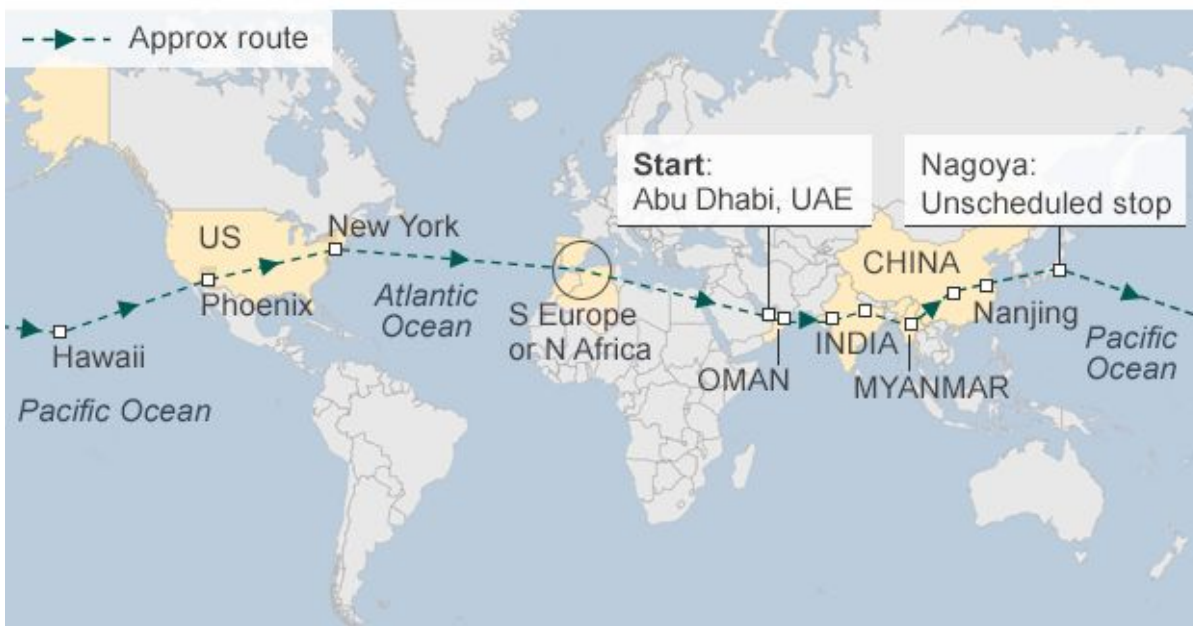 Approx route
Start:
Abu Dhabi, UAE
Nagoya:
Unscheduled stop
US
New York
Phoenix
Hawaii
Pacific Ocean
Atlantic
Ocean
S Europe
or N Africa
OMAN
INDIA
MYANMAR
CHINA
Nanjing
Pacific
Ocean